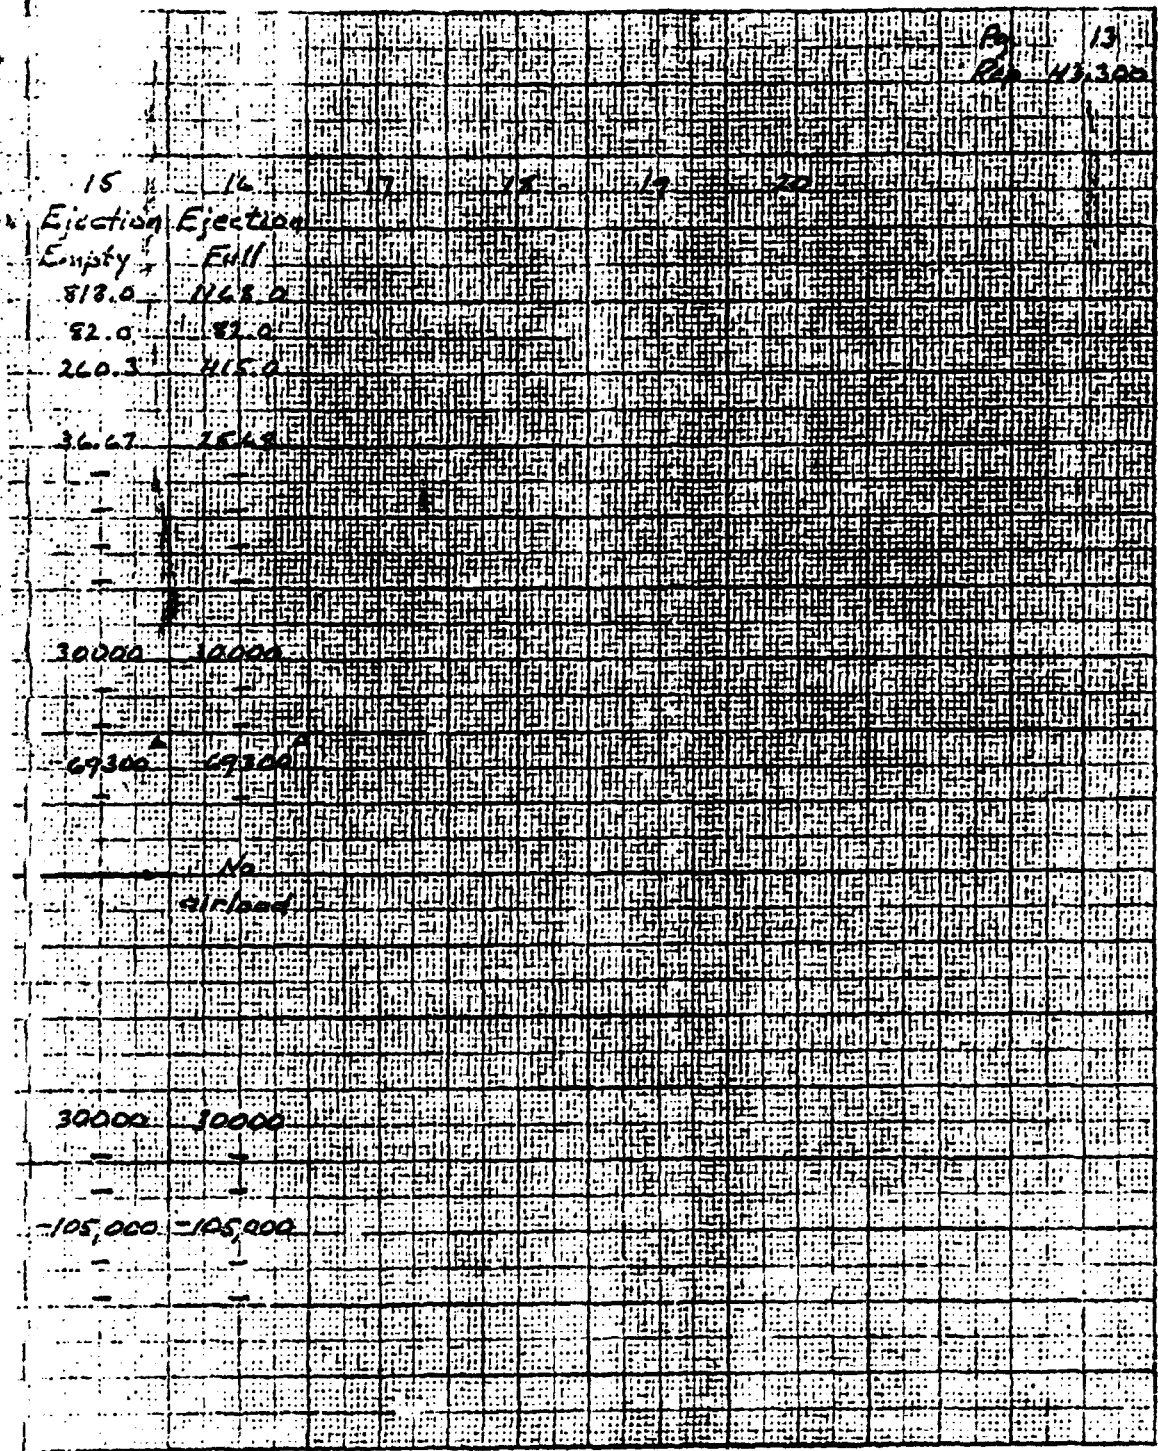 Pg 13
Rep 43,300
15 16 17 18 19 20
Ejection Ejection
Empty Full
818.0 1168.0
82.0 82.0
260.3 415.0
36.67 25.68
– –
– –
– –
– –
30000 30000
– –
– –
69300 69300
– –
No
airload
30000 30000
– –
– –
-105,000 -105,000
– –
– –